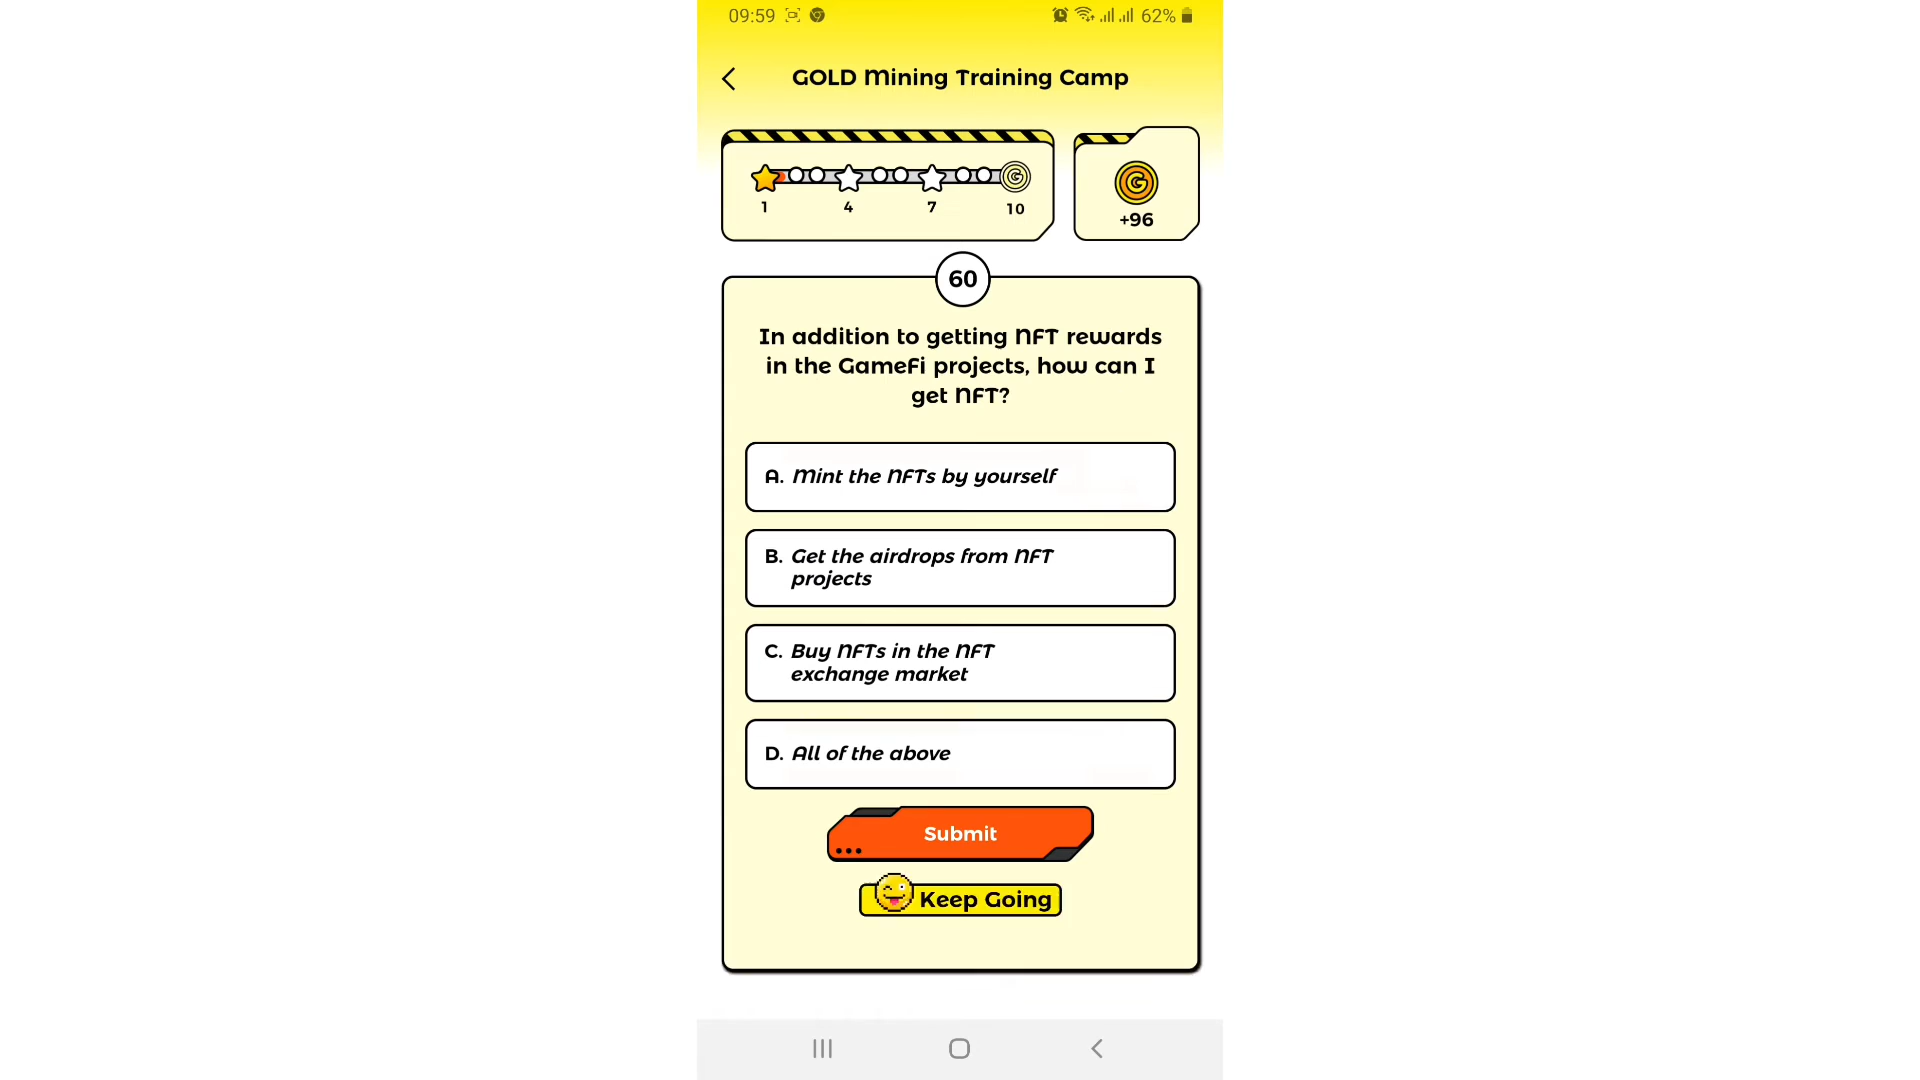 09:59
62%
GOLD Mining Training Camp
1
4
7
10
G
G
+96
60
In addition to getting NFT rewards
in the GameFi projects, how can I
get NFT?
A. Mint the NFTs by yourself
B. Get the airdrops from NFT
projects
C. Buy NFTs in the NFT
exchange market
D. All of the above
Submit
Keep Going